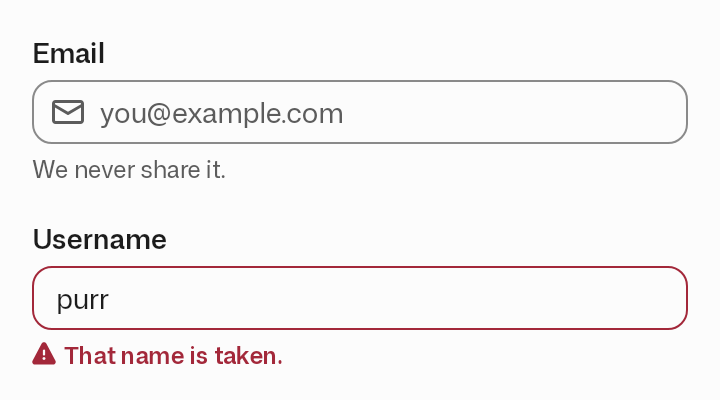 Email
you@example.com
We never share it.
Username
purr
That name is taken.